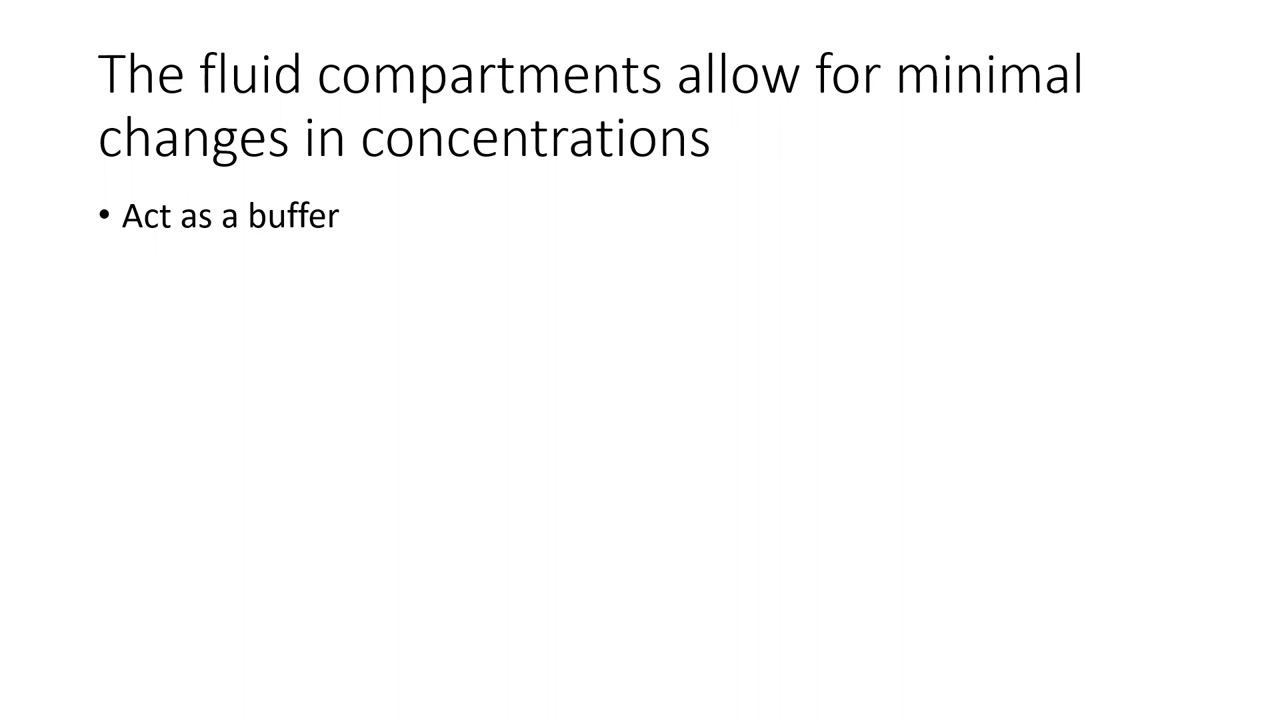 The fluid compartments allow for minimal
changes in concentrations
• Act as a buffer